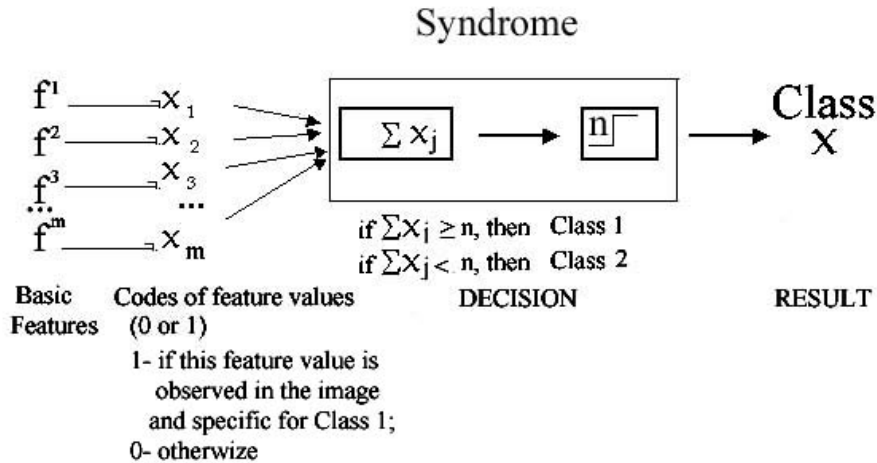 Syndrome
f¹ x₁
f² x₂
f³ x₃
... ...
fᵐ xₘ
∑ xⱼ
n
Class
x
if ∑xⱼ ≥ n, then Class 1
if ∑xⱼ < n, then Class 2
Basic
Features
Codes of feature values
(0 or 1)
1- if this feature value is
observed in the image
and specific for Class 1;
0- otherwize
DECISION
RESULT